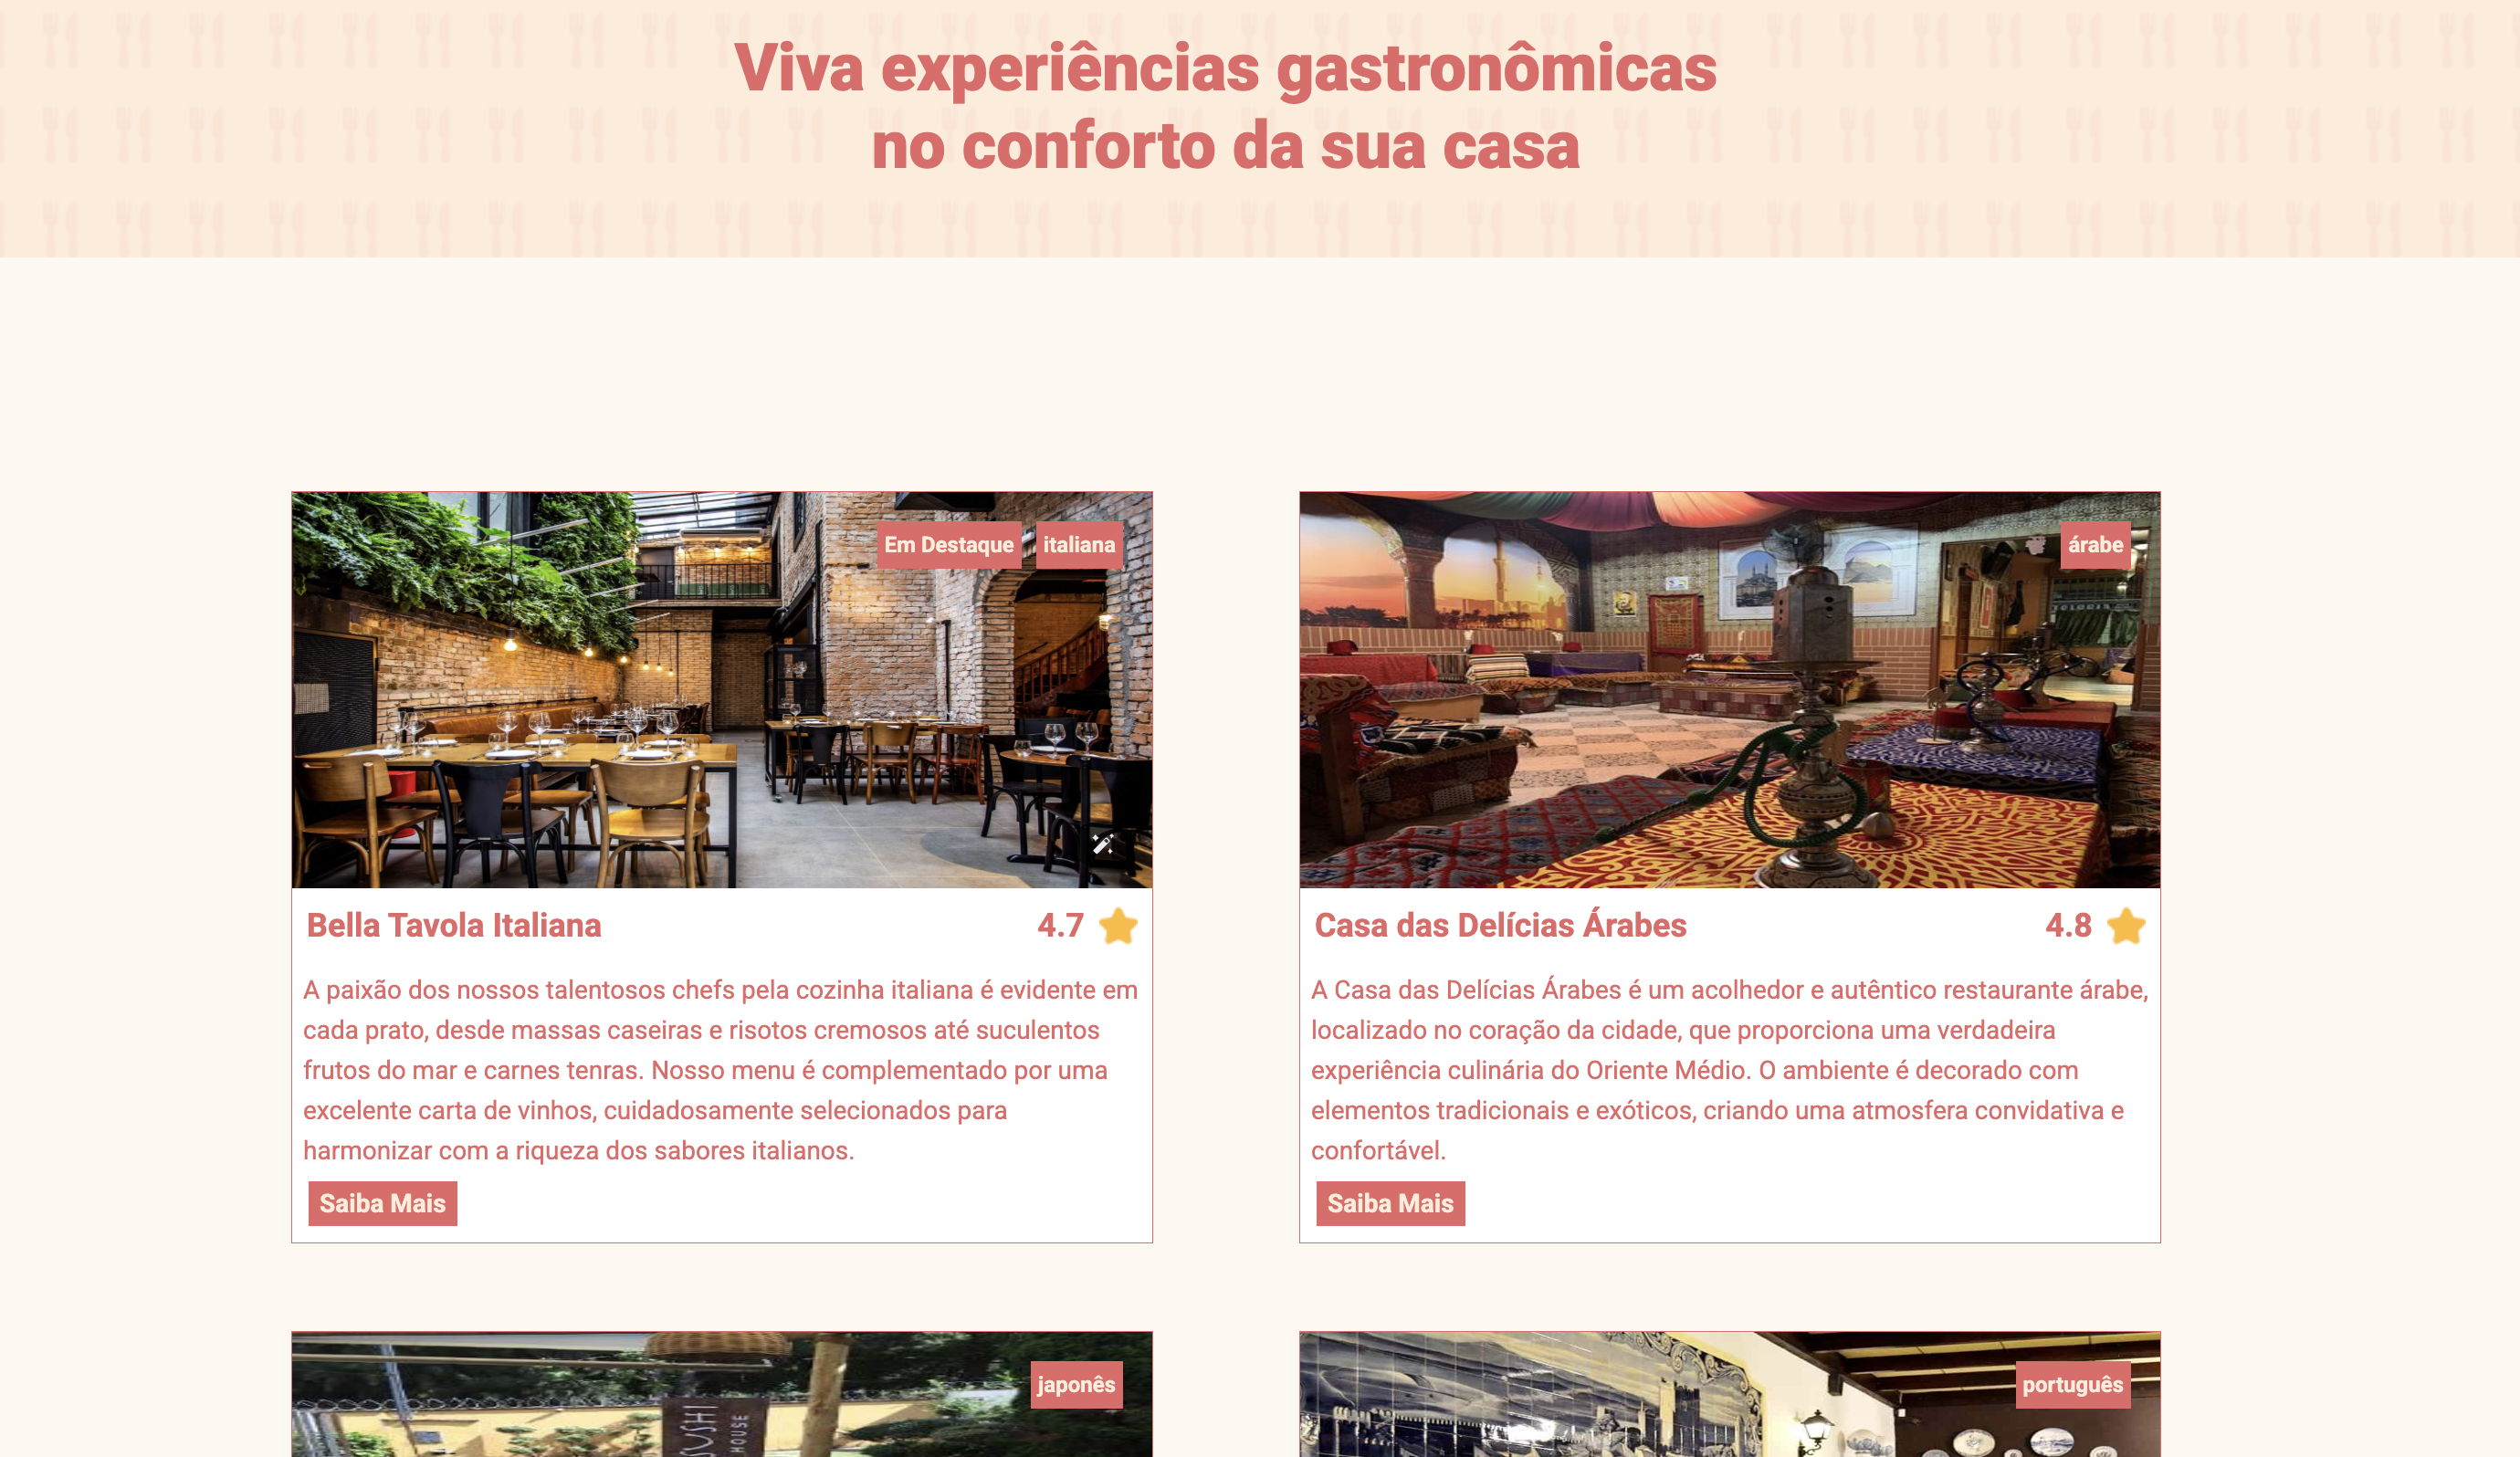 Viva experiências gastronômicas
no conforto da sua casa
Em Destaque
italiana
Bella Tavola Italiana
4.7
A paixão dos nossos talentosos chefs pela cozinha italiana é evidente em
cada prato, desde massas caseiras e risotos cremosos até suculentos
frutos do mar e carnes tenras. Nosso menu é complementado por uma
excelente carta de vinhos, cuidadosamente selecionados para
harmonizar com a riqueza dos sabores italianos.
Saiba Mais
árabe
Casa das Delícias Árabes
4.8
A Casa das Delícias Árabes é um acolhedor e autêntico restaurante árabe,
localizado no coração da cidade, que proporciona uma verdadeira
experiência culinária do Oriente Médio. O ambiente é decorado com
elementos tradicionais e exóticos, criando uma atmosfera convidativa e
confortável.
Saiba Mais
japonês
SUSHI
HOUSE
português